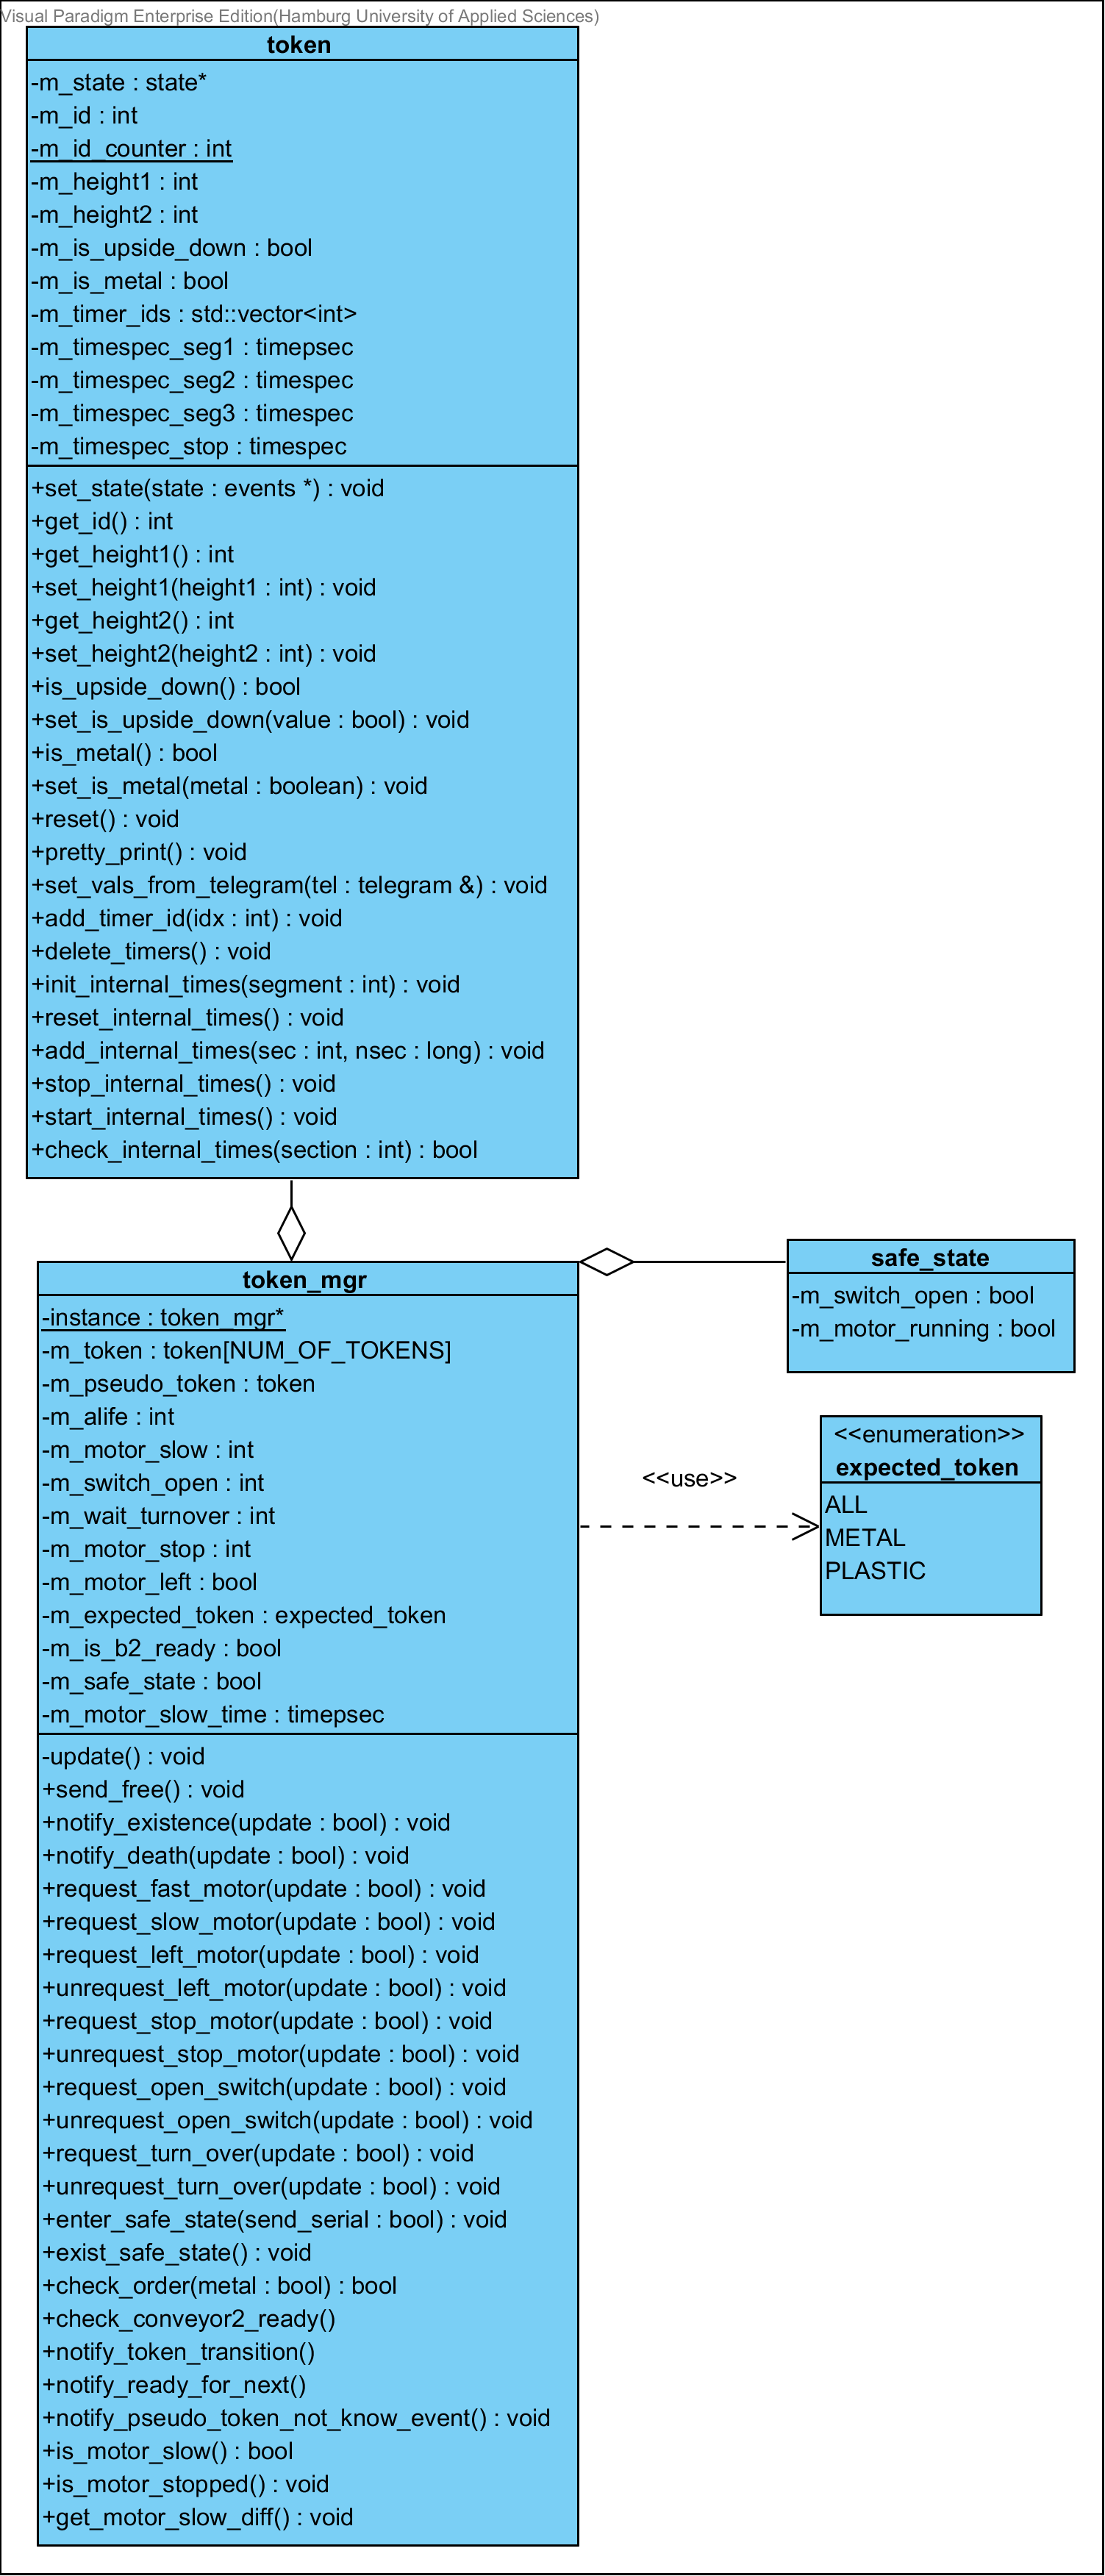 Visual Paradigm Enterprise Edition(Hamburg University of Applied Sciences)
token
-m_state : state*
-m_id : int
-m_id_counter : int
-m_height1 : int
-m_height2 : int
-m_is_upside_down : bool
-m_is_metal : bool
-m_timer_ids : std::vector<int>
-m_timespec_seg1 : timepsec
-m_timespec_seg2 : timespec
-m_timespec_seg3 : timespec
-m_timespec_stop : timespec
+set_state(state : events *) : void
+get_id() : int
+get_height1() : int
+set_height1(height1 : int) : void
+get_height2() : int
+set_height2(height2 : int) : void
+is_upside_down() : bool
+set_is_upside_down(value : bool) : void
+is_metal() : bool
+set_is_metal(metal : boolean) : void
+reset() : void
+pretty_print() : void
+set_vals_from_telegram(tel : telegram &) : void
+add_timer_id(idx : int) : void
+delete_timers() : void
+init_internal_times(segment : int) : void
+reset_internal_times() : void
+add_internal_times(sec : int, nsec : long) : void
+stop_internal_times() : void
+start_internal_times() : void
+check_internal_times(section : int) : bool
token_mgr
-instance : token_mgr*
-m_token : token[NUM_OF_TOKENS]
-m_pseudo_token : token
-m_alife : int
-m_motor_slow : int
-m_switch_open : int
-m_wait_turnover : int
-m_motor_stop : int
-m_motor_left : bool
-m_expected_token : expected_token
-m_is_b2_ready : bool
-m_safe_state : bool
-m_motor_slow_time : timepsec
-update() : void
+send_free() : void
+notify_existence(update : bool) : void
+notify_death(update : bool) : void
+request_fast_motor(update : bool) : void
+request_slow_motor(update : bool) : void
+request_left_motor(update : bool) : void
+unrequest_left_motor(update : bool) : void
+request_stop_motor(update : bool) : void
+unrequest_stop_motor(update : bool) : void
+request_open_switch(update : bool) : void
+unrequest_open_switch(update : bool) : void
+request_turn_over(update : bool) : void
+unrequest_turn_over(update : bool) : void
+enter_safe_state(send_serial : bool) : void
+exist_safe_state() : void
+check_order(metal : bool) : bool
+check_conveyor2_ready()
+notify_token_transition()
+notify_ready_for_next()
+notify_pseudo_token_not_know_event() : void
+is_motor_slow() : bool
+is_motor_stopped() : void
+get_motor_slow_diff() : void
safe_state
-m_switch_open : bool
-m_motor_running : bool
<<use>>
<<enumeration>>
expected_token
ALL
METAL
PLASTIC